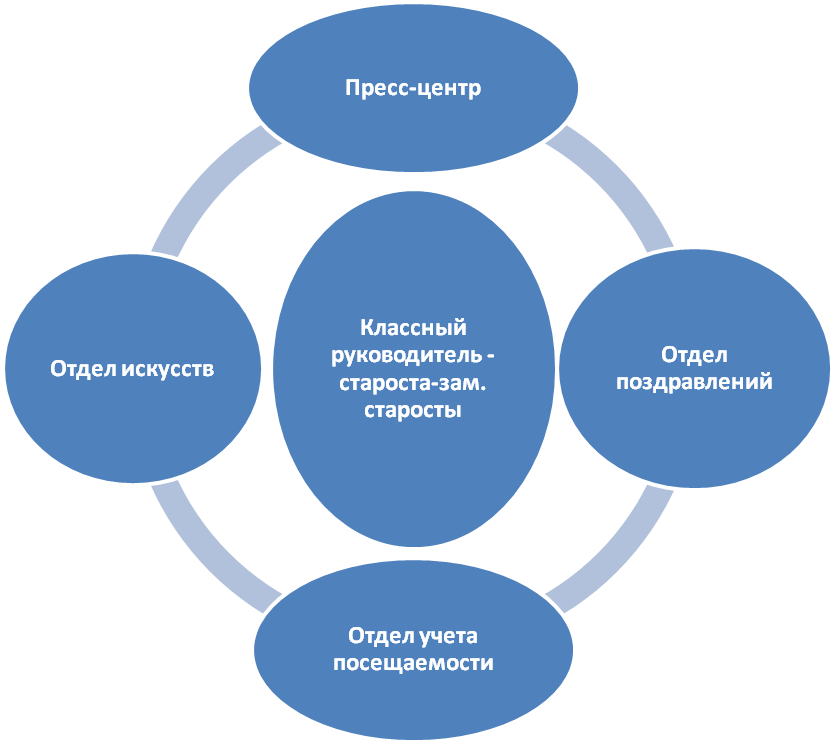 Пресс-центр
Отдел искусств
Классный
руководитель -
староста-зам.
старосты
Отдел
поздравлений
Отдел учета
посещаемости